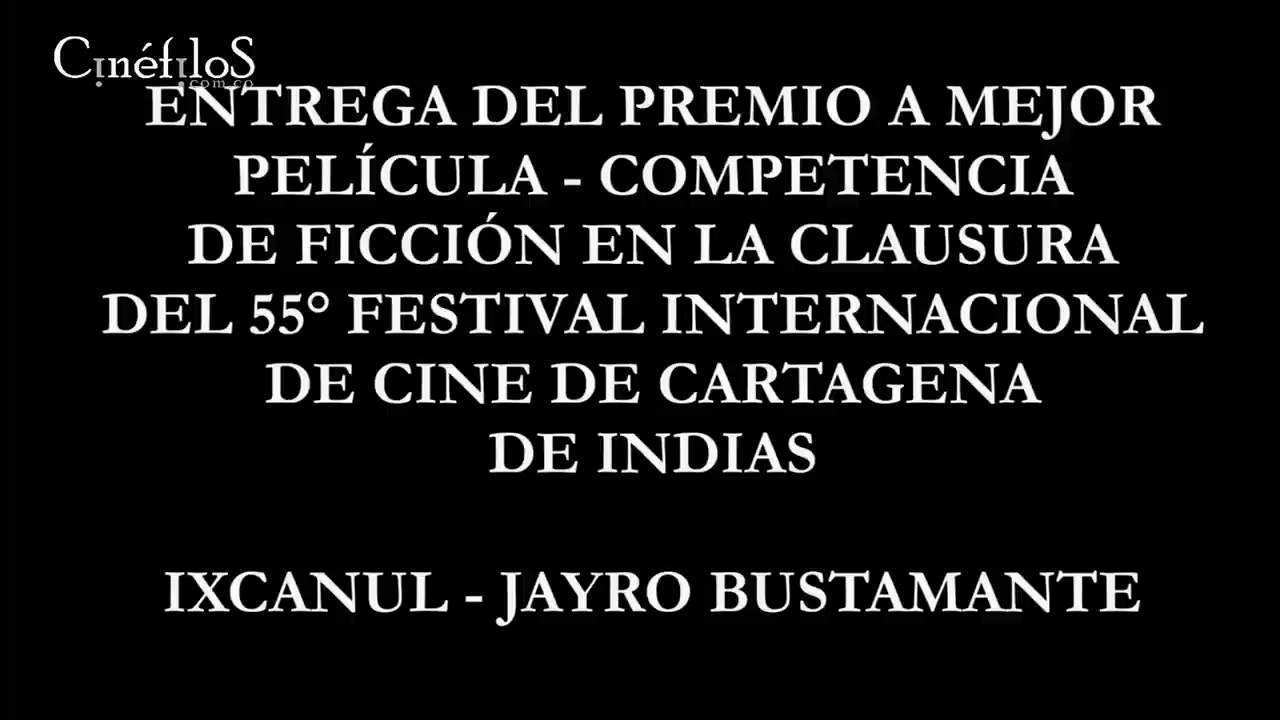 CinéfiloS
.com.co
ENTREGA DEL PREMIO A MEJOR
PELÍCULA - COMPETENCIA
DE FICCIÓN EN LA CLAUSURA
DEL 55° FESTIVAL INTERNACIONAL
DE CINE DE CARTAGENA
DE INDIAS
IXCANUL - JAYRO BUSTAMANTE